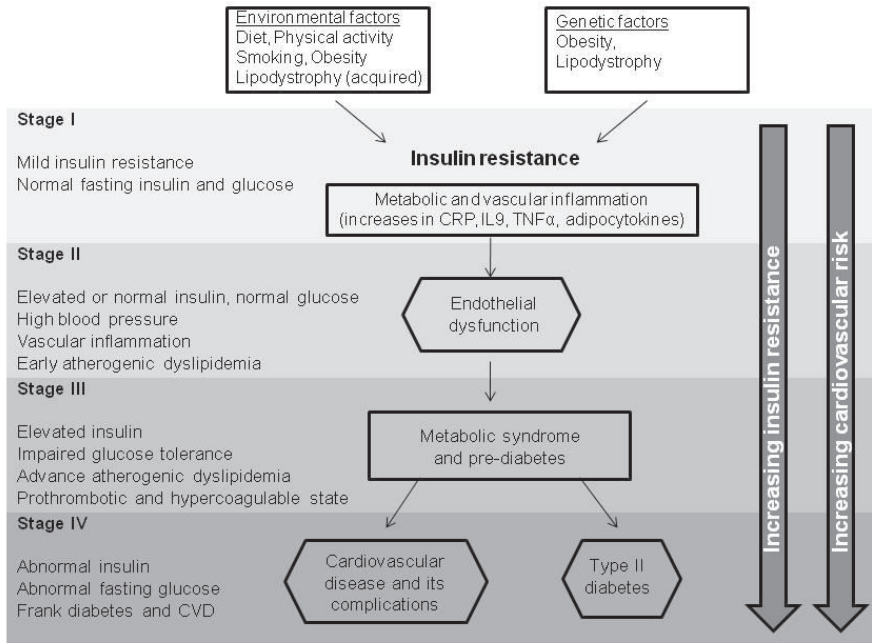 Environmental factors
Diet, Physical activity
Smoking, Obesity
Lipodystrophy (acquired)
Genetic factors
Obesity,
Lipodystrophy
Stage I
Mild insulin resistance
Normal fasting insulin and glucose
Insulin resistance
Metabolic and vascular inflammation
(increases in CRP, IL9, TNFα, adipocytokines)
Stage II
Elevated or normal insulin, normal glucose
High blood pressure
Vascular inflammation
Early atherogenic dyslipidemia
Endothelial
dysfunction
Stage III
Elevated insulin
Impaired glucose tolerance
Advance atherogenic dyslipidemia
Prothrombotic and hypercoagulable state
Metabolic syndrome
and pre-diabetes
Stage IV
Abnormal insulin
Abnormal fasting glucose
Frank diabetes and CVD
Cardiovascular
disease and its
complications
Type II
diabetes
Increasing insulin resistance
Increasing cardiovascular risk